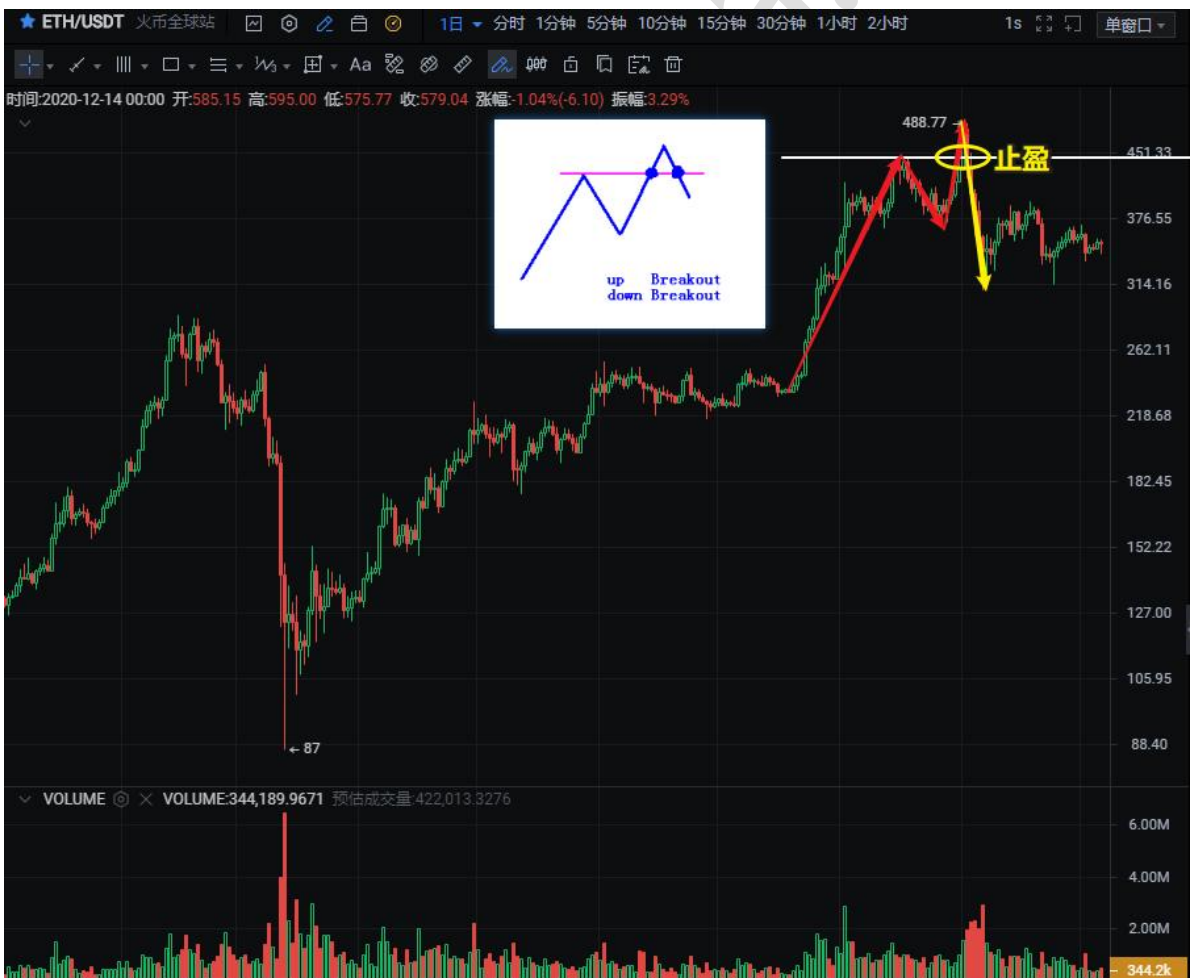 ETH/USDT 火币全球站 1日 分时 1分钟 5分钟 10分钟 15分钟 30分钟 1小时 2小时 1s 单窗口
Aa
时间:2020-12-14 00:00 开:585.15 高:595.00 低:575.77 收:579.04 涨幅:-1.04%(-6.10) 振幅:3.29%
488.77
止盈
451.33
376.55
up Breakout
down Breakout
314.16
262.11
218.68
182.45
152.22
127.00
105.95
87
88.40
VOLUME VOLUME:344,189.9671 预估成交量:422,013.3276
6.00M
4.00M
2.00M
344.2k